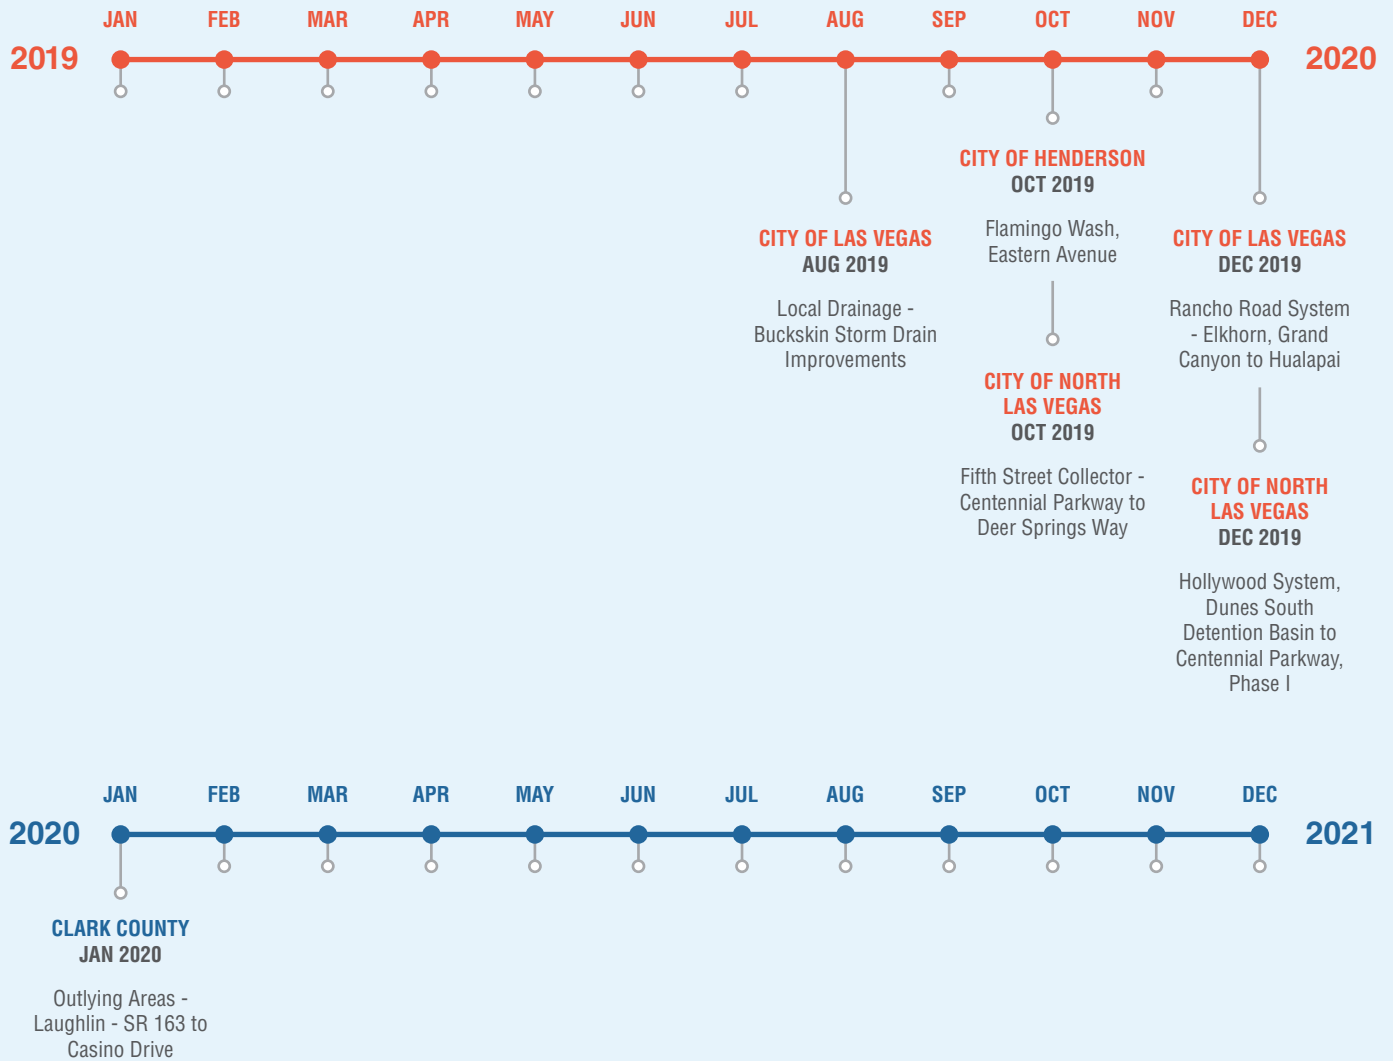 JAN FEB MAR APR MAY JUN JUL AUG SEP OCT NOV DEC
2019 2020
CITY OF LAS VEGAS
AUG 2019
Local Drainage -
Buckskin Storm Drain
Improvements
CITY OF HENDERSON
OCT 2019
Flamingo Wash,
Eastern Avenue
CITY OF NORTH
LAS VEGAS
OCT 2019
Fifth Street Collector -
Centennial Parkway to
Deer Springs Way
CITY OF LAS VEGAS
DEC 2019
Rancho Road System
- Elkhorn, Grand
Canyon to Hualapai
CITY OF NORTH
LAS VEGAS
DEC 2019
Hollywood System,
Dunes South
Detention Basin to
Centennial Parkway,
Phase I
JAN FEB MAR APR MAY JUN JUL AUG SEP OCT NOV DEC
2020 2021
CLARK COUNTY
JAN 2020
Outlying Areas -
Laughlin - SR 163 to
Casino Drive